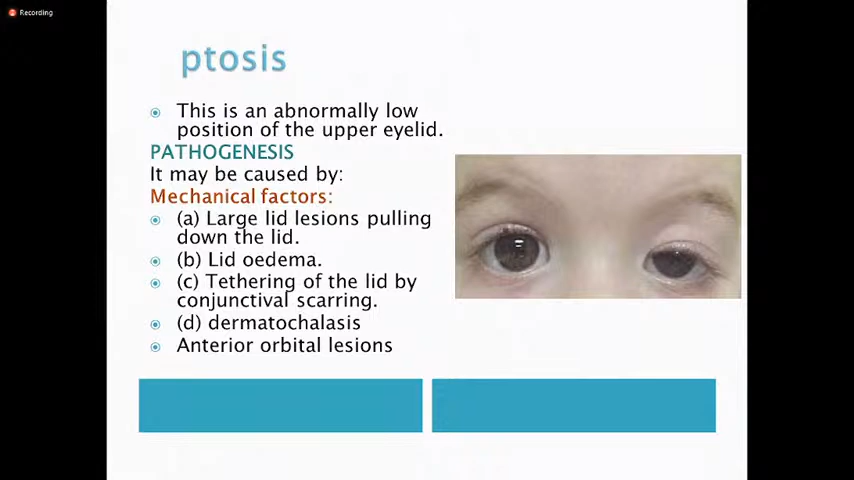 Recording
ptosis
This is an abnormally low
position of the upper eyelid.
PATHOGENESIS
It may be caused by:
Mechanical factors:
(a) Large lid lesions pulling
down the lid.
(b) Lid oedema.
(c) Tethering of the lid by
conjunctival scarring.
(d) dermatochalasis
Anterior orbital lesions